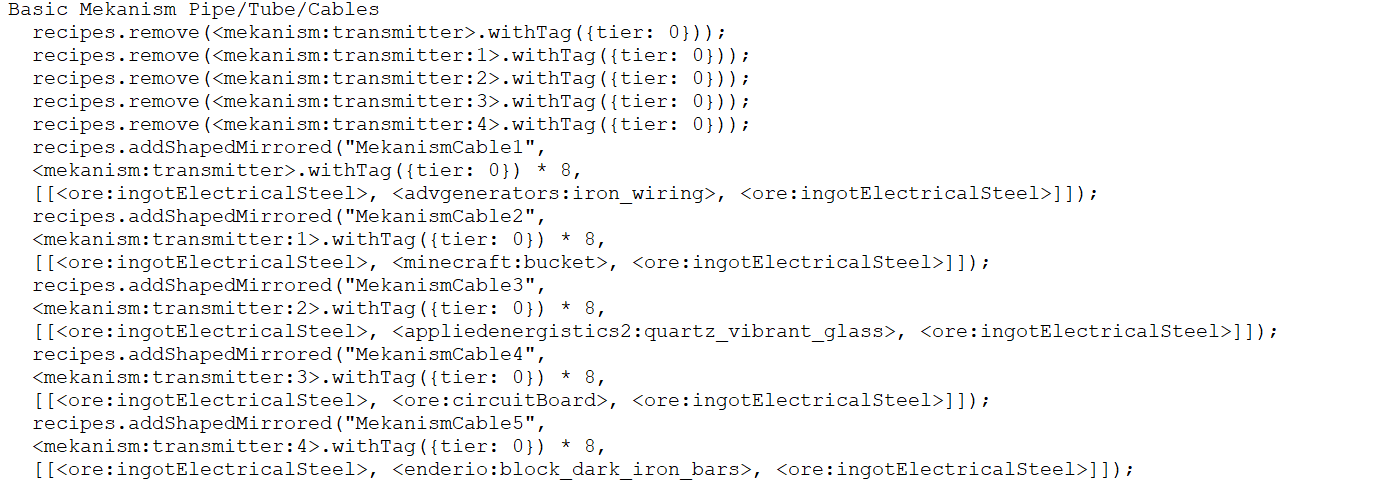 Basic Mekanism Pipe/Tube/Cables
recipes.remove(<mekanism:transmitter>.withTag({tier: 0}));
recipes.remove(<mekanism:transmitter:1>.withTag({tier: 0}));
recipes.remove(<mekanism:transmitter:2>.withTag({tier: 0}));
recipes.remove(<mekanism:transmitter:3>.withTag({tier: 0}));
recipes.remove(<mekanism:transmitter:4>.withTag({tier: 0}));
recipes.addShapedMirrored("MekanismCable1",
<mekanism:transmitter>.withTag({tier: 0}) * 8,
[[<ore:ingotElectricalSteel>, <advgenerators:iron_wiring>, <ore:ingotElectricalSteel>]]);
recipes.addShapedMirrored("MekanismCable2",
<mekanism:transmitter:1>.withTag({tier: 0}) * 8,
[[<ore:ingotElectricalSteel>, <minecraft:bucket>, <ore:ingotElectricalSteel>]]);
recipes.addShapedMirrored("MekanismCable3",
<mekanism:transmitter:2>.withTag({tier: 0}) * 8,
[[<ore:ingotElectricalSteel>, <appliedenergistics2:quartz_vibrant_glass>, <ore:ingotElectricalSteel>]]);
recipes.addShapedMirrored("MekanismCable4",
<mekanism:transmitter:3>.withTag({tier: 0}) * 8,
[[<ore:ingotElectricalSteel>, <ore:circuitBoard>, <ore:ingotElectricalSteel>]]);
recipes.addShapedMirrored("MekanismCable5",
<mekanism:transmitter:4>.withTag({tier: 0}) * 8,
[[<ore:ingotElectricalSteel>, <enderio:block_dark_iron_bars>, <ore:ingotElectricalSteel>]]);